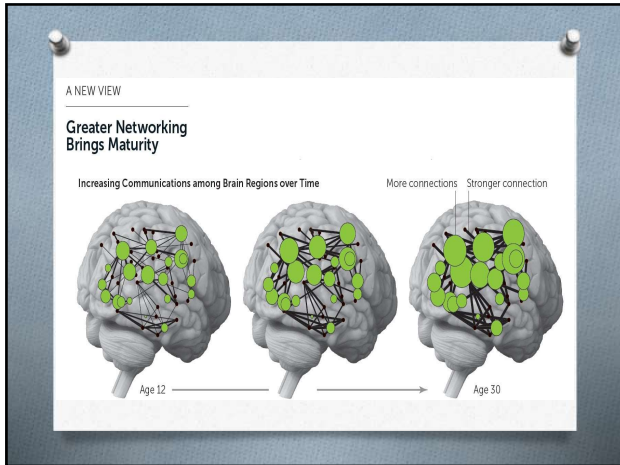 A NEW VIEW
Greater Networking
Brings Maturity
Increasing Communications among Brain Regions over Time
More connections Stronger connection
Age 12
Age 30